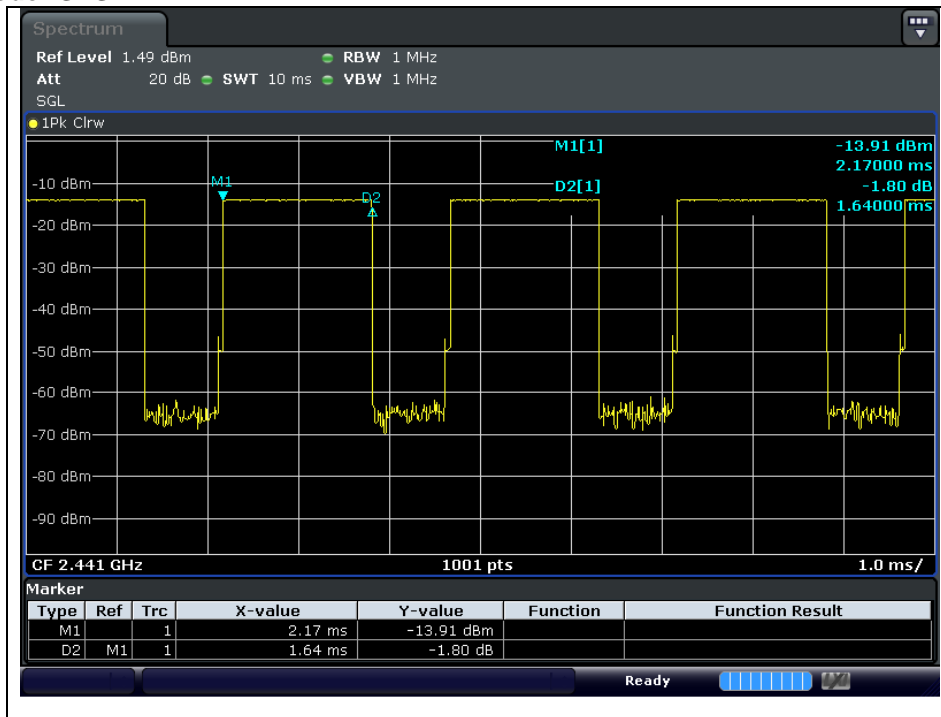 Spectrum
Ref Level 1.49 dBm RBW 1 MHz
Att 20 dB SWT 10 ms VBW 1 MHz
SGL
1Pk Clrw
M1[1] -13.91 dBm
2.17000 ms
D2[1] -1.80 dB
1.64000 ms
M1
D2
-10 dBm
-20 dBm
-30 dBm
-40 dBm
-50 dBm
-60 dBm
-70 dBm
-80 dBm
-90 dBm
CF 2.441 GHz 1001 pts 1.0 ms/
Marker
Type Ref Trc X-value Y-value Function Function Result
M1 1 2.17 ms -13.91 dBm
D2 M1 1 1.64 ms -1.80 dB
Ready